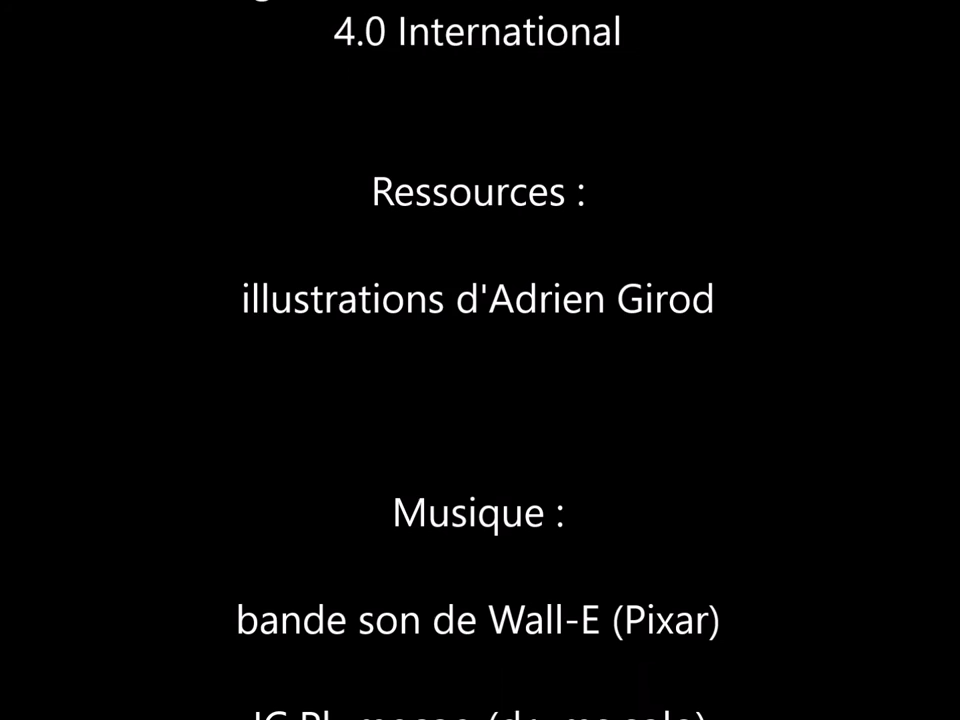 4.0 International
Ressources :
illustrations d'Adrien Girod
Musique :
bande son de Wall-E (Pixar)